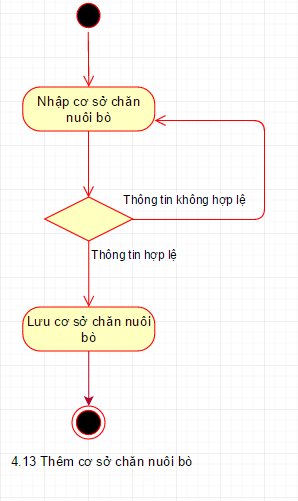 Nhập cơ sở chăn
nuôi bò
Thông tin không hợp lệ
Thông tin hợp lệ
Lưu cơ sở chăn nuôi
bò
4.13 Thêm cơ sở chăn nuôi bò